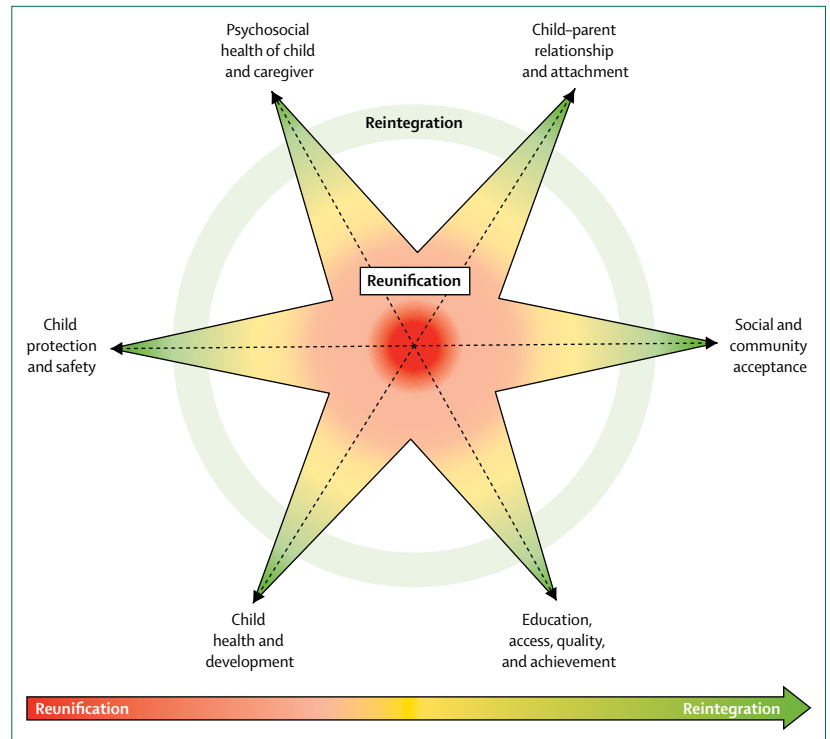 Psychosocial
health of child
and caregiver
Child–parent
relationship
and attachment
Reintegration
Reunification
Child
protection
and safety
Social and
community
acceptance
Child
health and
development
Education,
access, quality,
and achievement
Reunification
Reintegration